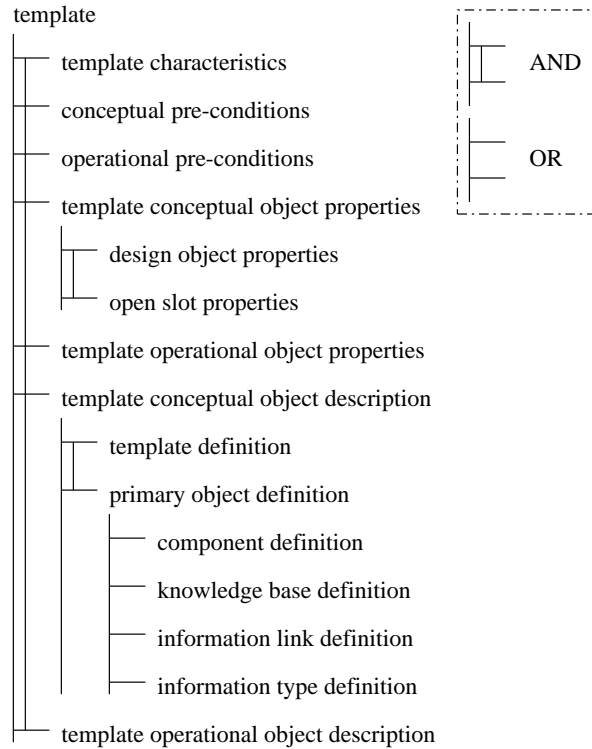 template
template characteristics
conceptual pre-conditions
operational pre-conditions
template conceptual object properties
design object properties
open slot properties
template operational object properties
template conceptual object description
template definition
primary object definition
component definition
knowledge base definition
information link definition
information type definition
template operational object description
AND
OR